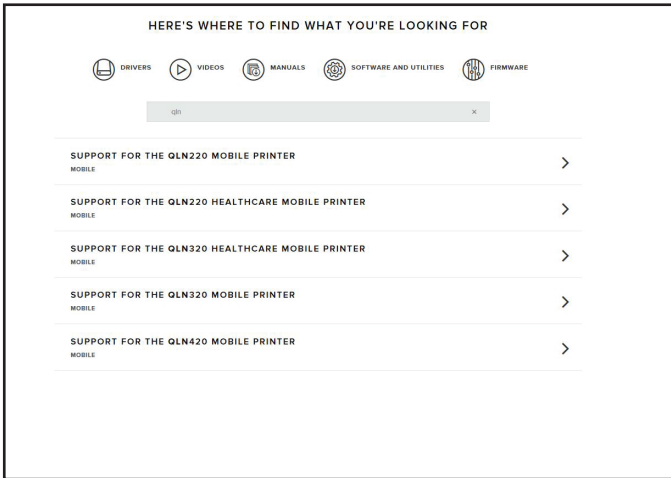 HERE'S WHERE TO FIND WHAT YOU'RE LOOKING FOR
DRIVERS VIDEOS MANUALS SOFTWARE AND UTILITIES FIRMWARE
qln ×
SUPPORT FOR THE QLN220 MOBILE PRINTER
MOBILE
SUPPORT FOR THE QLN220 HEALTHCARE MOBILE PRINTER
MOBILE
SUPPORT FOR THE QLN320 HEALTHCARE MOBILE PRINTER
MOBILE
SUPPORT FOR THE QLN320 MOBILE PRINTER
MOBILE
SUPPORT FOR THE QLN420 MOBILE PRINTER
MOBILE